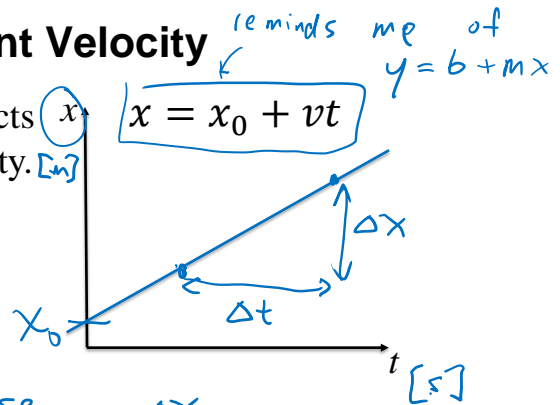 nt Velocity
reminds me of
y = b + mx
cts
x
x = x₀ + vt
ty. [m]
Δx
Δt
x₀
t
[s]